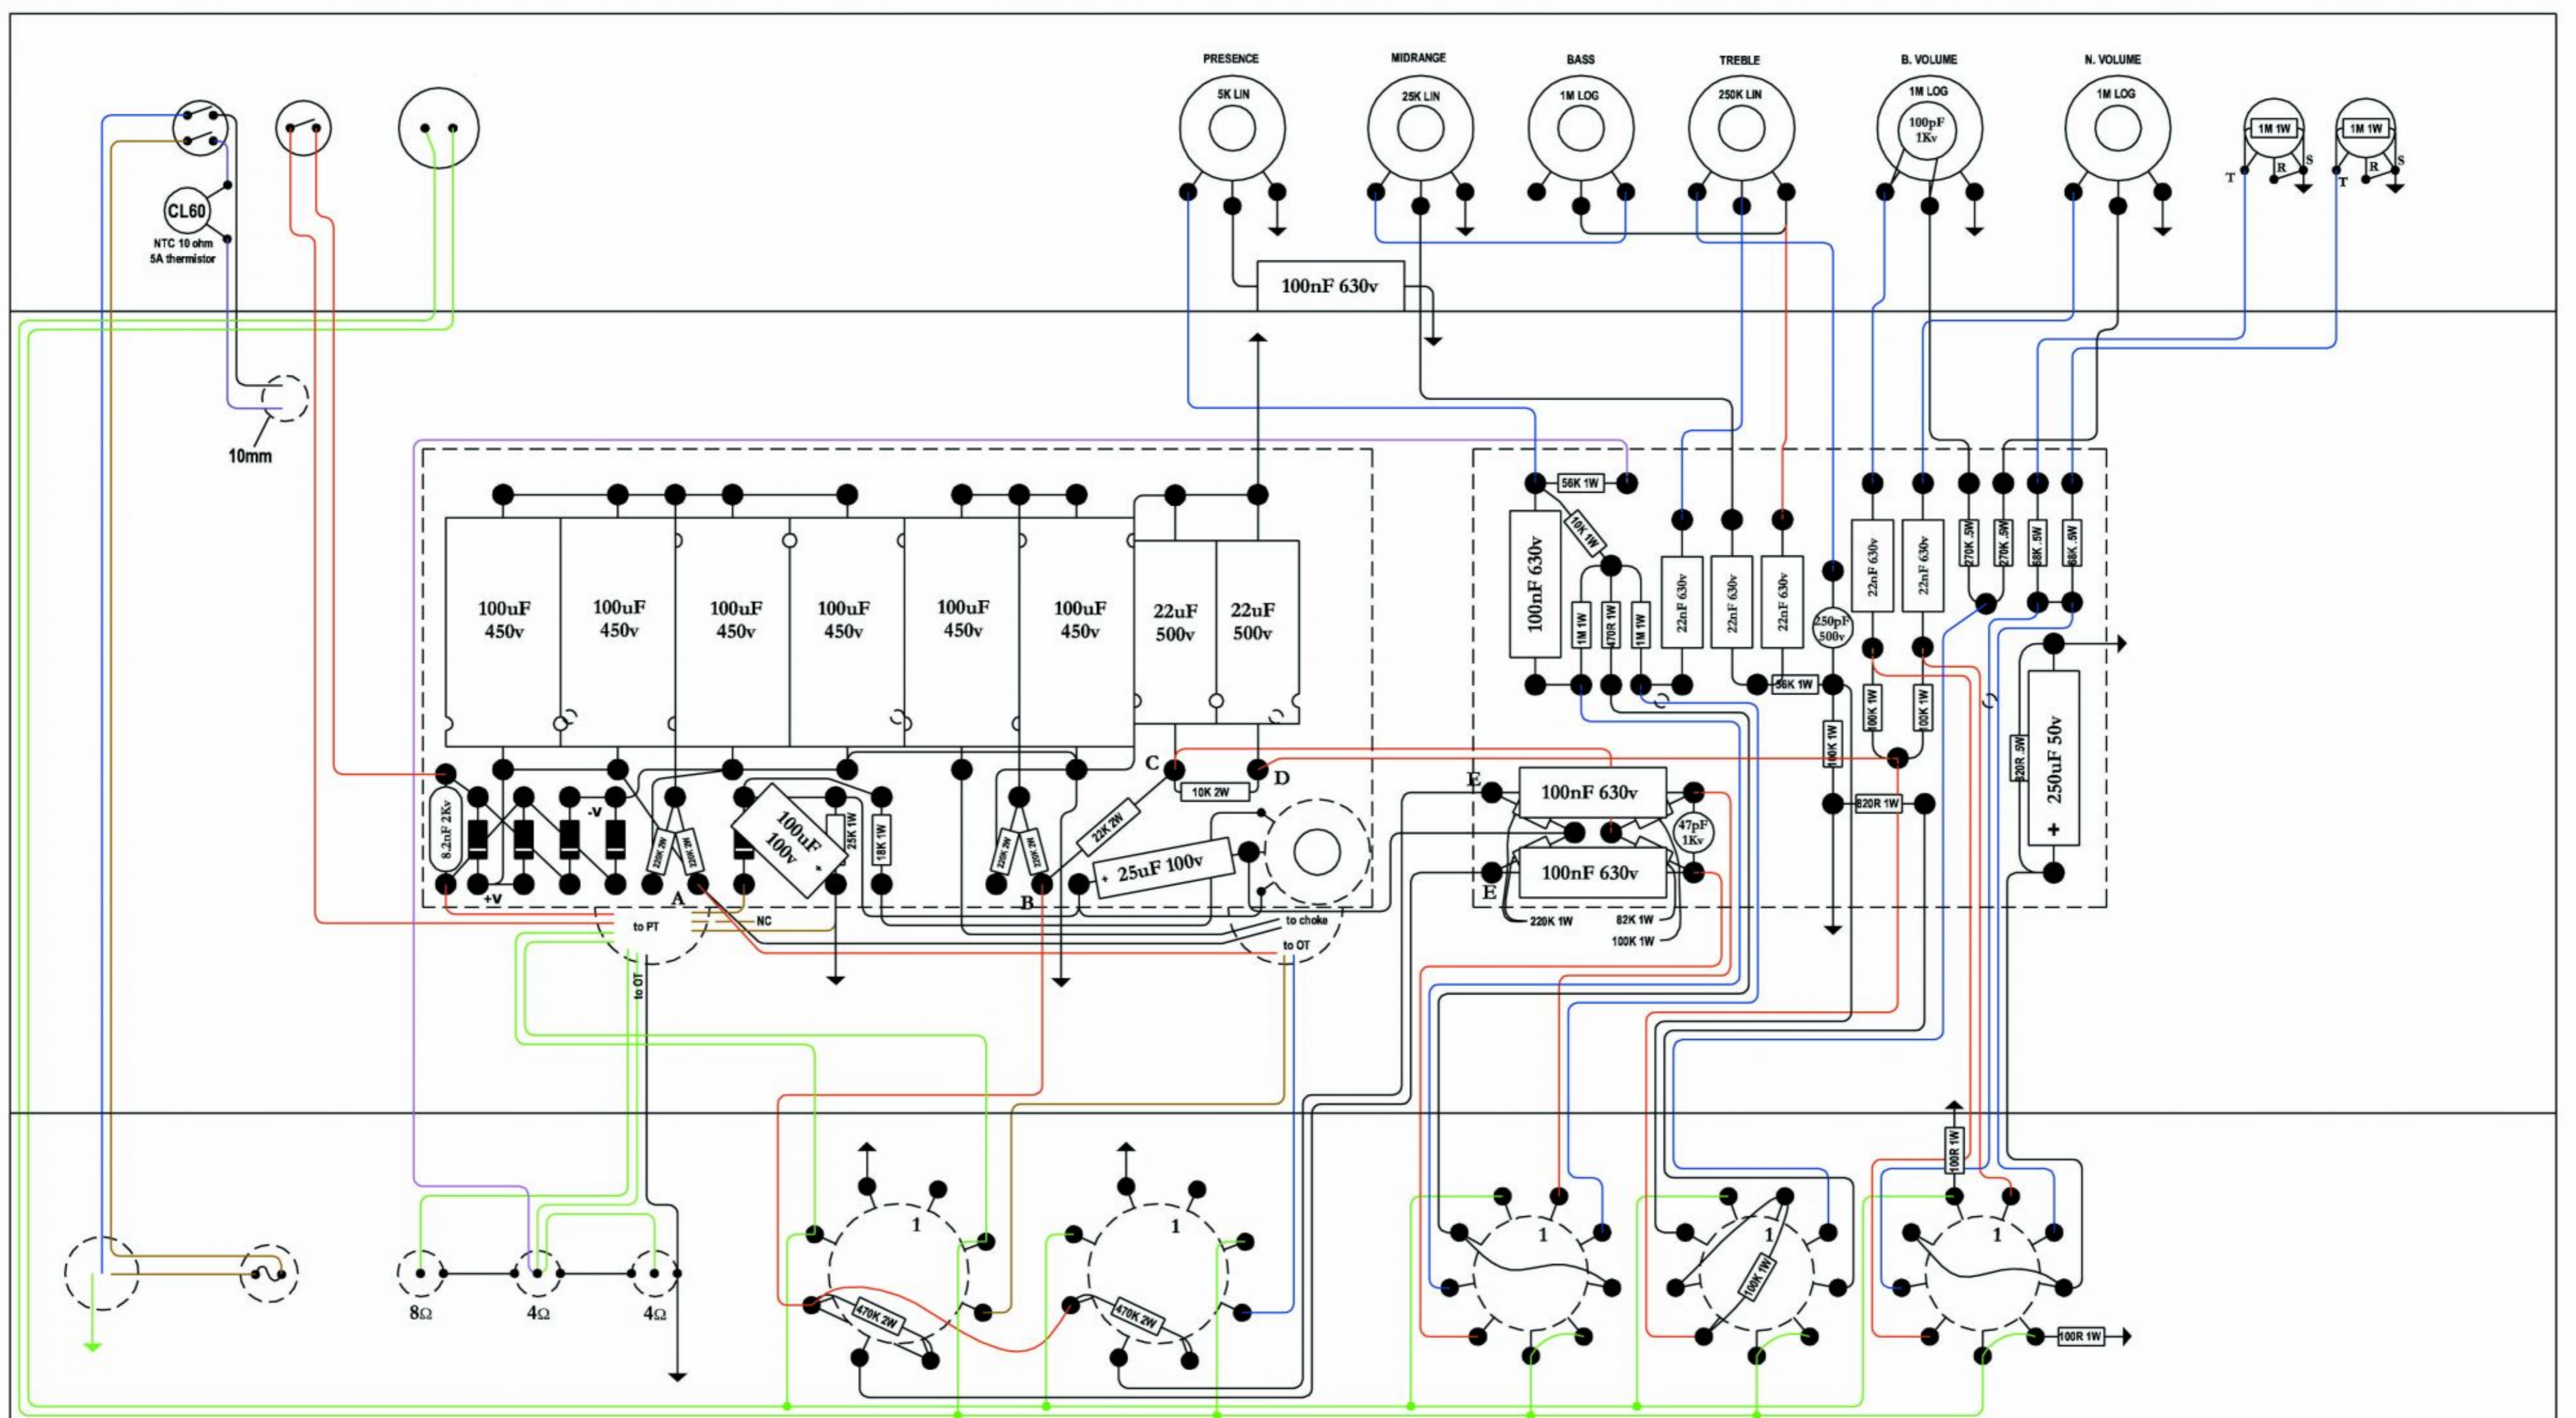 PRESENCE
MIDRANGE
BASS
TREBLE
B. VOLUME
N. VOLUME
5K LIN
25K LIN
1M LOG
250K LIN
1M LOG
1M LOG
100pF
1Kv
1M 1W
1M 1W
T
R
S
T
R
S
CL60
NTC 10 ohm
5A thermistor
100nF 630v
10mm
56K 1W
10K 1W
100nF 630v
1M 1W
470R 1W
1M 1W
22nF 630v
22nF 630v
22nF 630v
250pF
500v
22nF 630v
22nF 630v
270K .5W
270K .5W
68K .5W
68K .5W
100uF
450v
100uF
450v
100uF
450v
100uF
450v
100uF
450v
100uF
450v
22uF
500v
22uF
500v
56K 1W
100K 1W
100K 1W
100K 1W
820R .5W
250uF 50v
+
C
D
10K 2W
E
100nF 630v
820R 1W
8.2nF 2Kv
-V
220K 2W
220K 2W
100uF
100v
+
25K 1W
18K 1W
220K 2W
220K 2W
22K 2W
+ 25uF 100v
47pF
1Kv
100nF 630v
E
+V
A
B
NC
to PT
to choke
to OT
220K 1W
82K 1W
100K 1W
to OT
100R 1W
1
1
1
1
1
100K 1W
470K 2W
470K 2W
8Ω
4Ω
4Ω
100R 1W